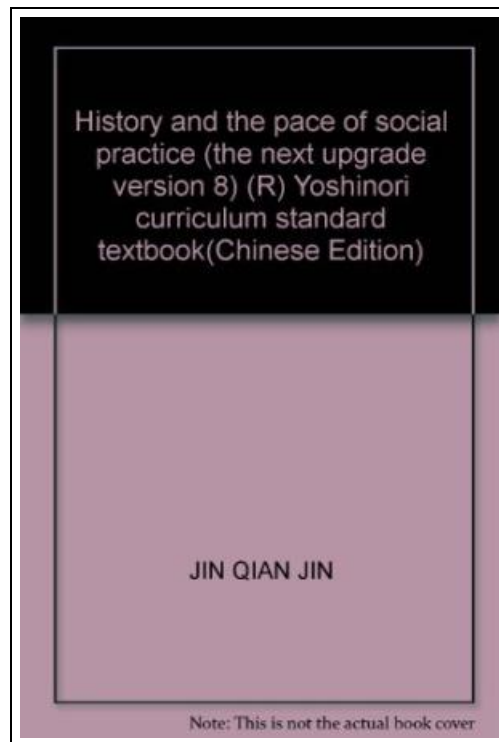 History and the pace of social
practice (the next upgrade
version 8) (R) Yoshinori
curriculum standard
textbook(Chinese Edition)
JIN QIAN JIN
Note: This is not the actual book cover